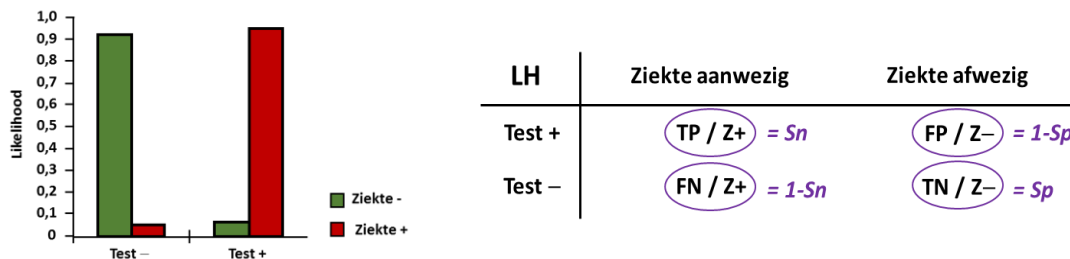 1,0
0,9
0,8
0,7
0,6
0,5
0,4
0,3
0,2
0,1
0
Likelihood
Test – Test +
Ziekte -
Ziekte +
LH Ziekte aanwezig Ziekte afwezig
Test + TP / Z+ = Sn FP / Z– = 1-Sp
Test – FN / Z+ = 1-Sn TN / Z– = Sp